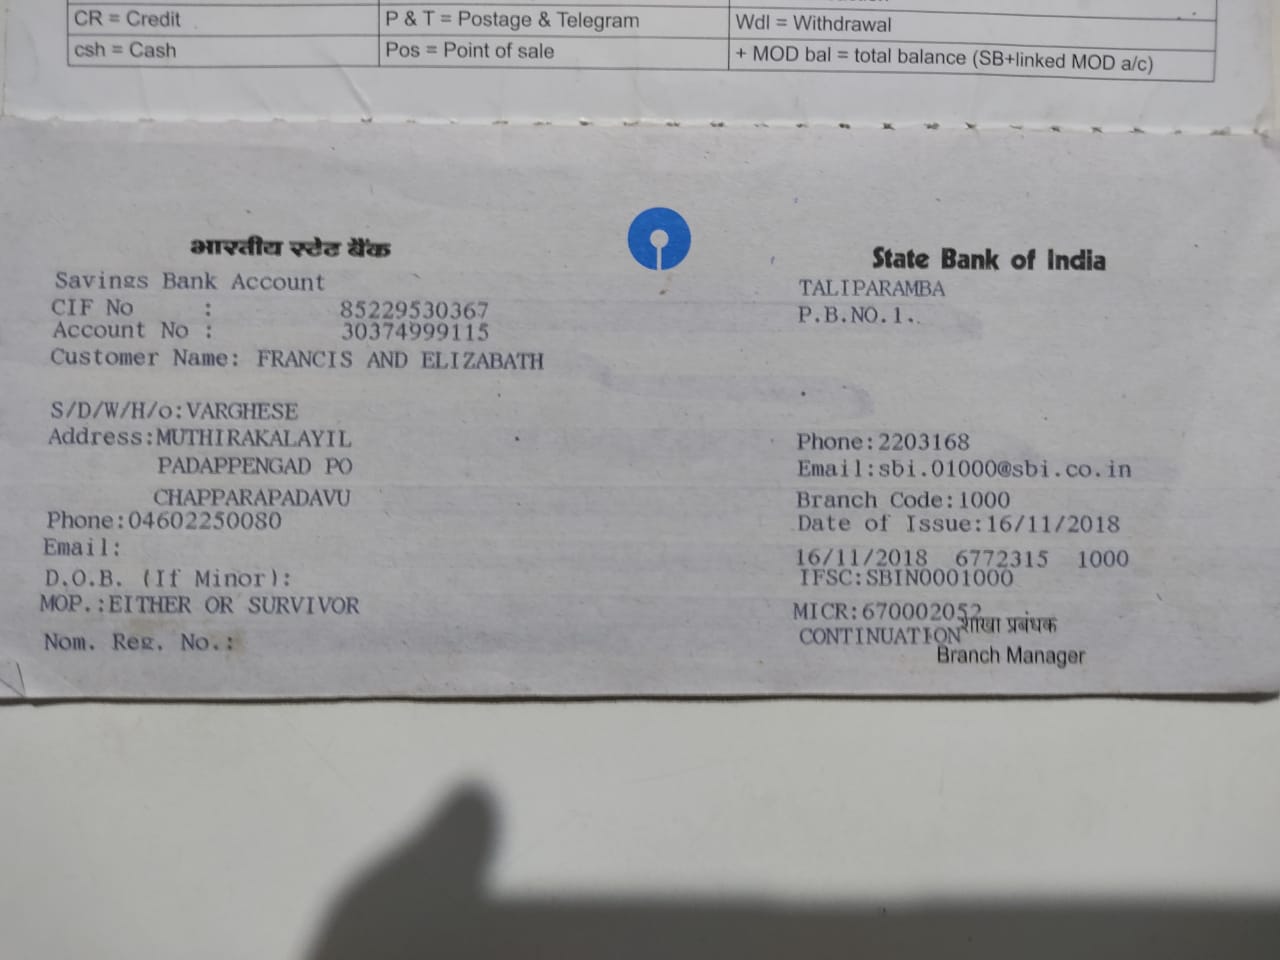 CR = Credit
P & T = Postage & Telegram
Wdl = Withdrawal
csh = Cash
Pos = Point of sale
+ MOD bal = total balance (SB+linked MOD a/c)
भारतीय स्टेट बैंक
Savings Bank Account
CIF No : 85229530367
Account No : 30374999115
Customer Name: FRANCIS AND ELIZABATH
S/D/W/H/o:VARGHESE
Address:MUTHIRAKALAYIL
PADAPPENGAD PO
CHAPPARAPADAVU
Phone:04602250080
Email:
D.O.B. (If Minor):
MOP.:EITHER OR SURVIVOR
Nom. Reg. No.:
State Bank of India
TALIPARAMBA
P.B.NO.1..
Phone:2203168
Email:sbi.01000@sbi.co.in
Branch Code:1000
Date of Issue:16/11/2018
16/11/2018 6772315 1000
IFSC:SBIN0001000
MICR:670002052
शाखा प्रबंधक
CONTINUATION
Branch Manager